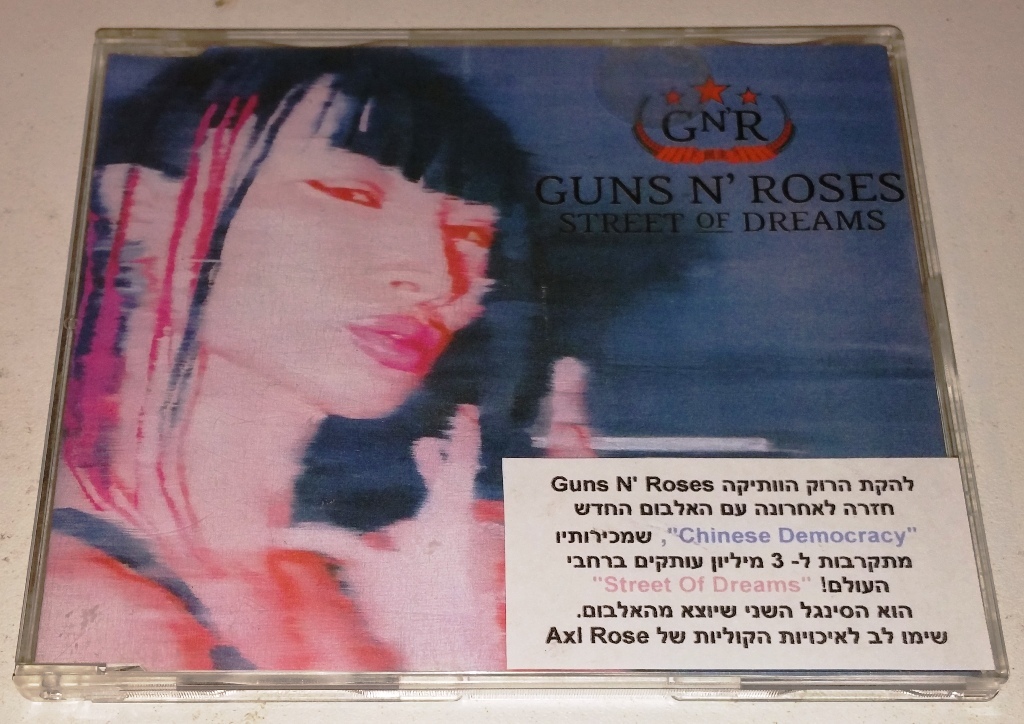 GN'R
GUNS N' ROSES
STREET OF DREAMS
להקת הרוק הוותיקה Guns N' Roses
חזרה לאחרונה עם האלבום החדש
"Chinese Democracy", שמכירותיו
מתקרבות ל- 3 מיליון עותקים ברחבי
העולם! "Street Of Dreams"
הוא הסינגל השני שיוצא מהאלבום.
שימו לב לאיכויות הקוליות של Axl Rose